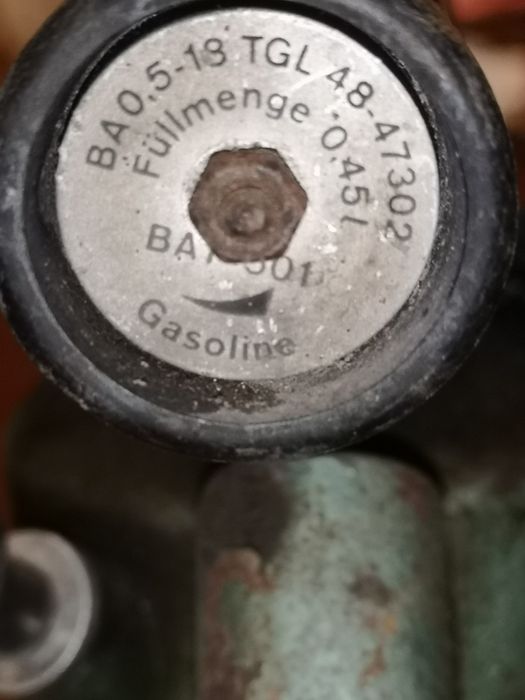 BA0,5-18 TGL 48-47302
Füllmenge 0,45l
Gasoline